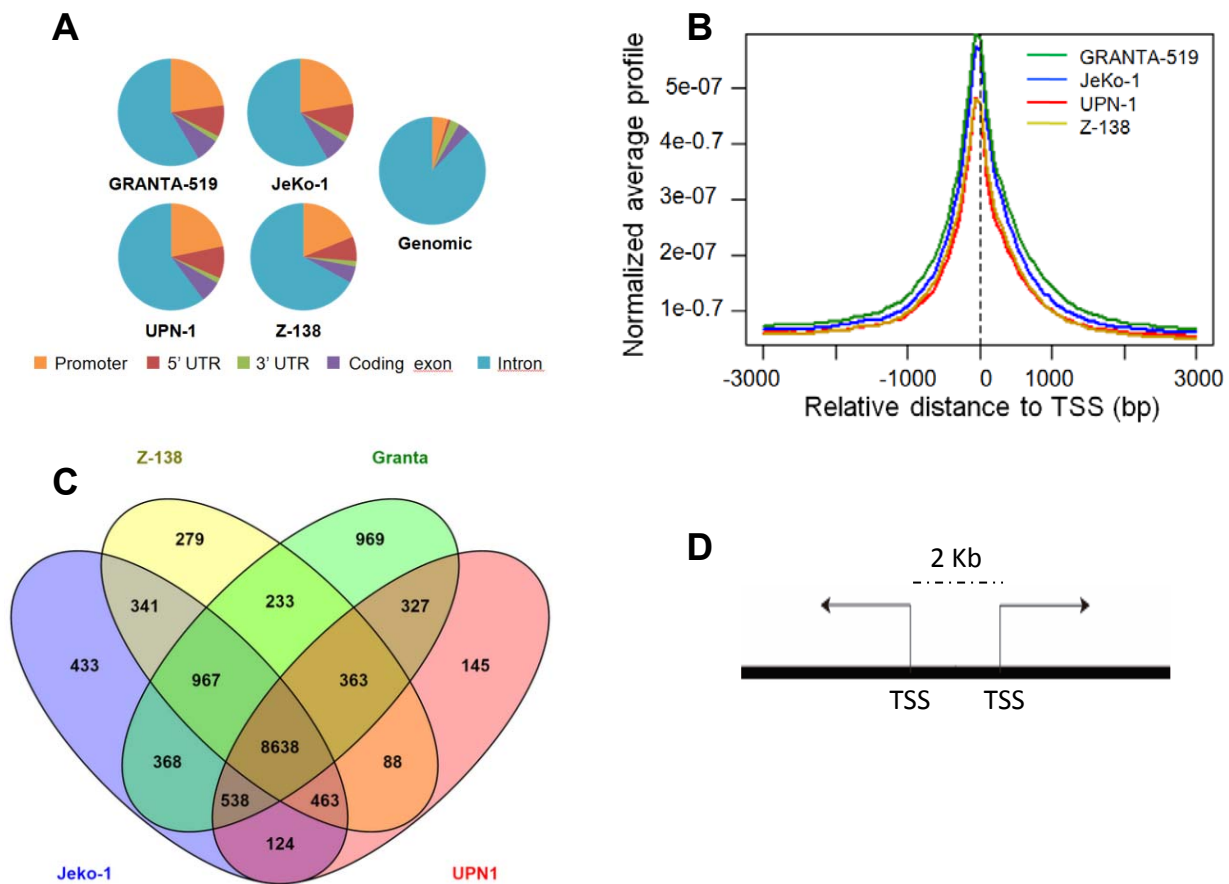 A
GRANTA-519
JeKo-1
Genomic
UPN-1
Z-138
Promoter 5' UTR 3' UTR Coding exon Intron
B
Normalized average profile
5e-07
4e-07
3e-07
2e-07
1e-0.7
GRANTA-519
JeKo-1
UPN-1
Z-138
-3000 -1000 0 1000 3000
Relative distance to TSS (bp)
C
Z-138
Granta
279
969
341
233
327
433
967
363
145
8638
368
88
538
463
124
Jeko-1
UPN1
D
2 Kb
TSS TSS